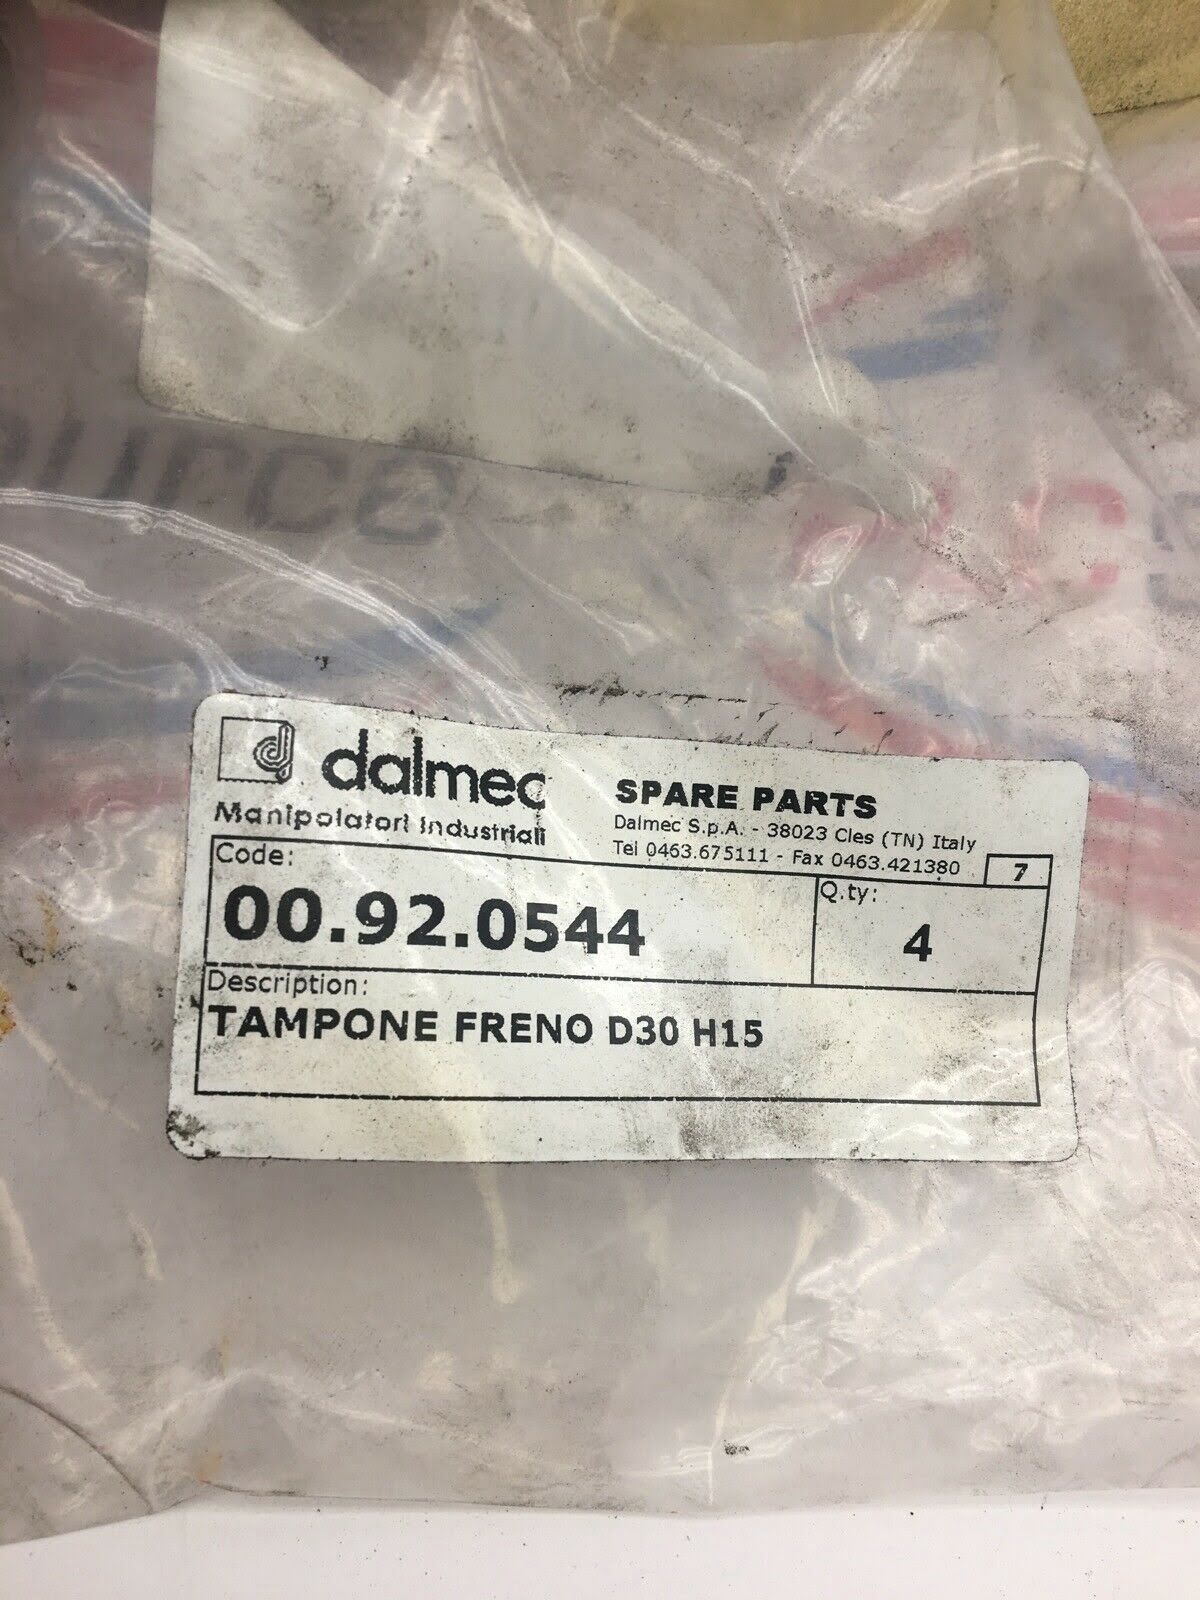 dalmec
Manipolatori Industriali
SPARE PARTS
Dalmec S.p.A. - 38023 Cles (TN) Italy
Tel 0463.675111 - Fax 0463.421380
7
Code:
00.92.0544
Q.ty:
4
Description:
TAMPONE FRENO D30 H15